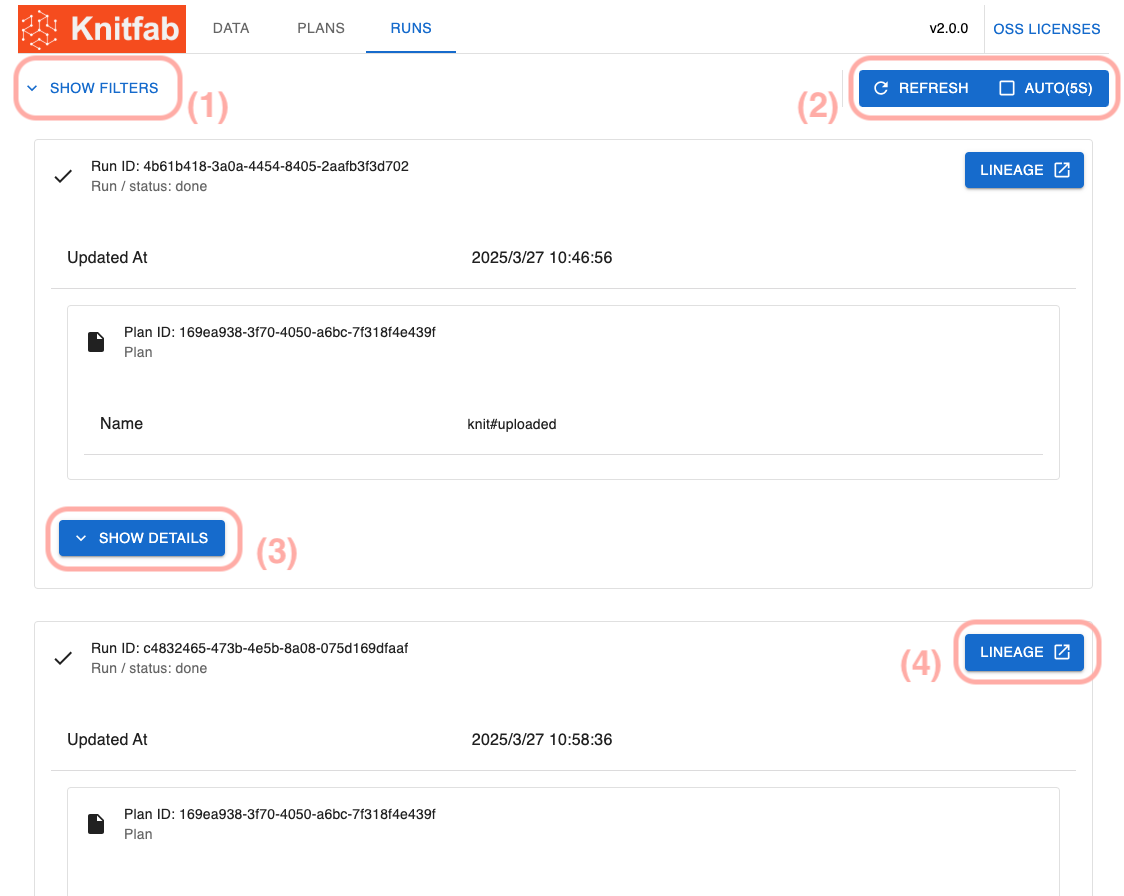 Knitfab DATA PLANS RUNS v2.0.0 OSS LICENSES
SHOW FILTERS (1) (2) REFRESH AUTO(5S)
Run ID: 4b61b418-3a0a-4454-8405-2aafb3f3d702
Run / status: done
LINEAGE
Updated At 2025/3/27 10:46:56
Plan ID: 169ea938-3f70-4050-a6bc-7f318f4e439f
Plan
Name knit#uploaded
SHOW DETAILS (3)
Run ID: c4832465-473b-4e5b-8a08-075d169dfaaf
Run / status: done
(4) LINEAGE
Updated At 2025/3/27 10:58:36
Plan ID: 169ea938-3f70-4050-a6bc-7f318f4e439f
Plan